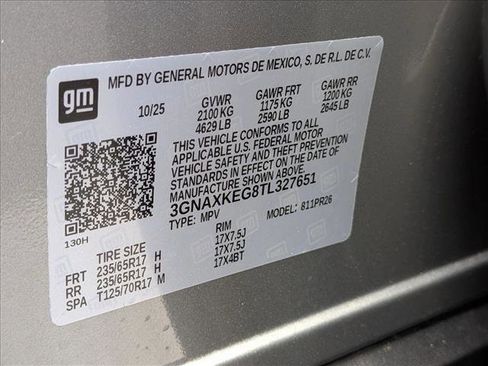 gm
MFD BY GENERAL MOTORS DE MEXICO, S. DE R.L. DE C.V.
10/25 GVWR GAWR FRT GAWR RR
2100 KG 1175 KG 1200 KG
4629 LB 2590 LB 2645 LB
THIS VEHICLE CONFORMS TO ALL
APPLICABLE U.S. FEDERAL MOTOR
VEHICLE SAFETY AND THEFT PREVENTION
STANDARDS IN EFFECT ON THE DATE OF
MANUFACTURE SHOWN ABOVE.
3GNAXKEG8TL327651
TYPE: MPV MODEL: 811PR26
130H
TIRE SIZE RIM
FRT 235/65R17 H 17X7.5J
RR 235/65R17 H 17X7.5J
SPA T125/70R17 M 17X4BT